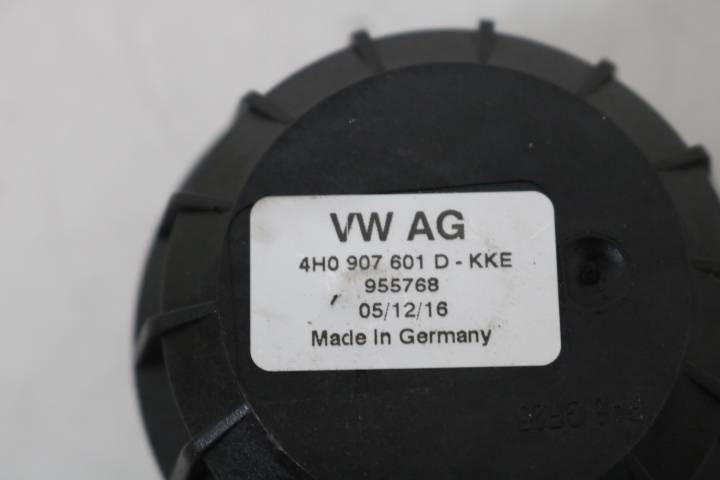 VW AG
4H0 907 601 D - KKE
955768
05/12/16
Made In Germany